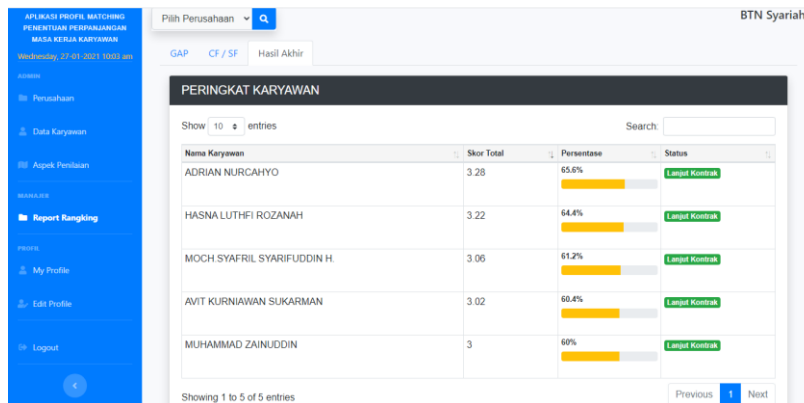 APLIKASI PROFIL MATCHING
PENENTUAN PERPANJANGAN
MASA KERJA KARYAWAN
Wednesday, 27-01-2021 10:03 am
ADMIN
Perusahaan
Data Karyawan
Aspek Penilaian
MANAJER
Report Rangking
PROFIL
My Profile
Edit Profile
Logout
Pilih Perusahaan
BTN Syariah
GAP CF / SF Hasil Akhir
PERINGKAT KARYAWAN
Show 10 entries Search:
Nama Karyawan Skor Total Persentase Status
ADRIAN NURCAHYO 3.28 65.6% Lanjut Kontrak
HASNA LUTHFI ROZANAH 3.22 64.4% Lanjut Kontrak
MOCH.SYAFRIL SYARIFUDDIN H. 3.06 61.2% Lanjut Kontrak
AVIT KURNIAWAN SUKARMAN 3.02 60.4% Lanjut Kontrak
MUHAMMAD ZAINUDDIN 3 60% Lanjut Kontrak
Showing 1 to 5 of 5 entries Previous 1 Next